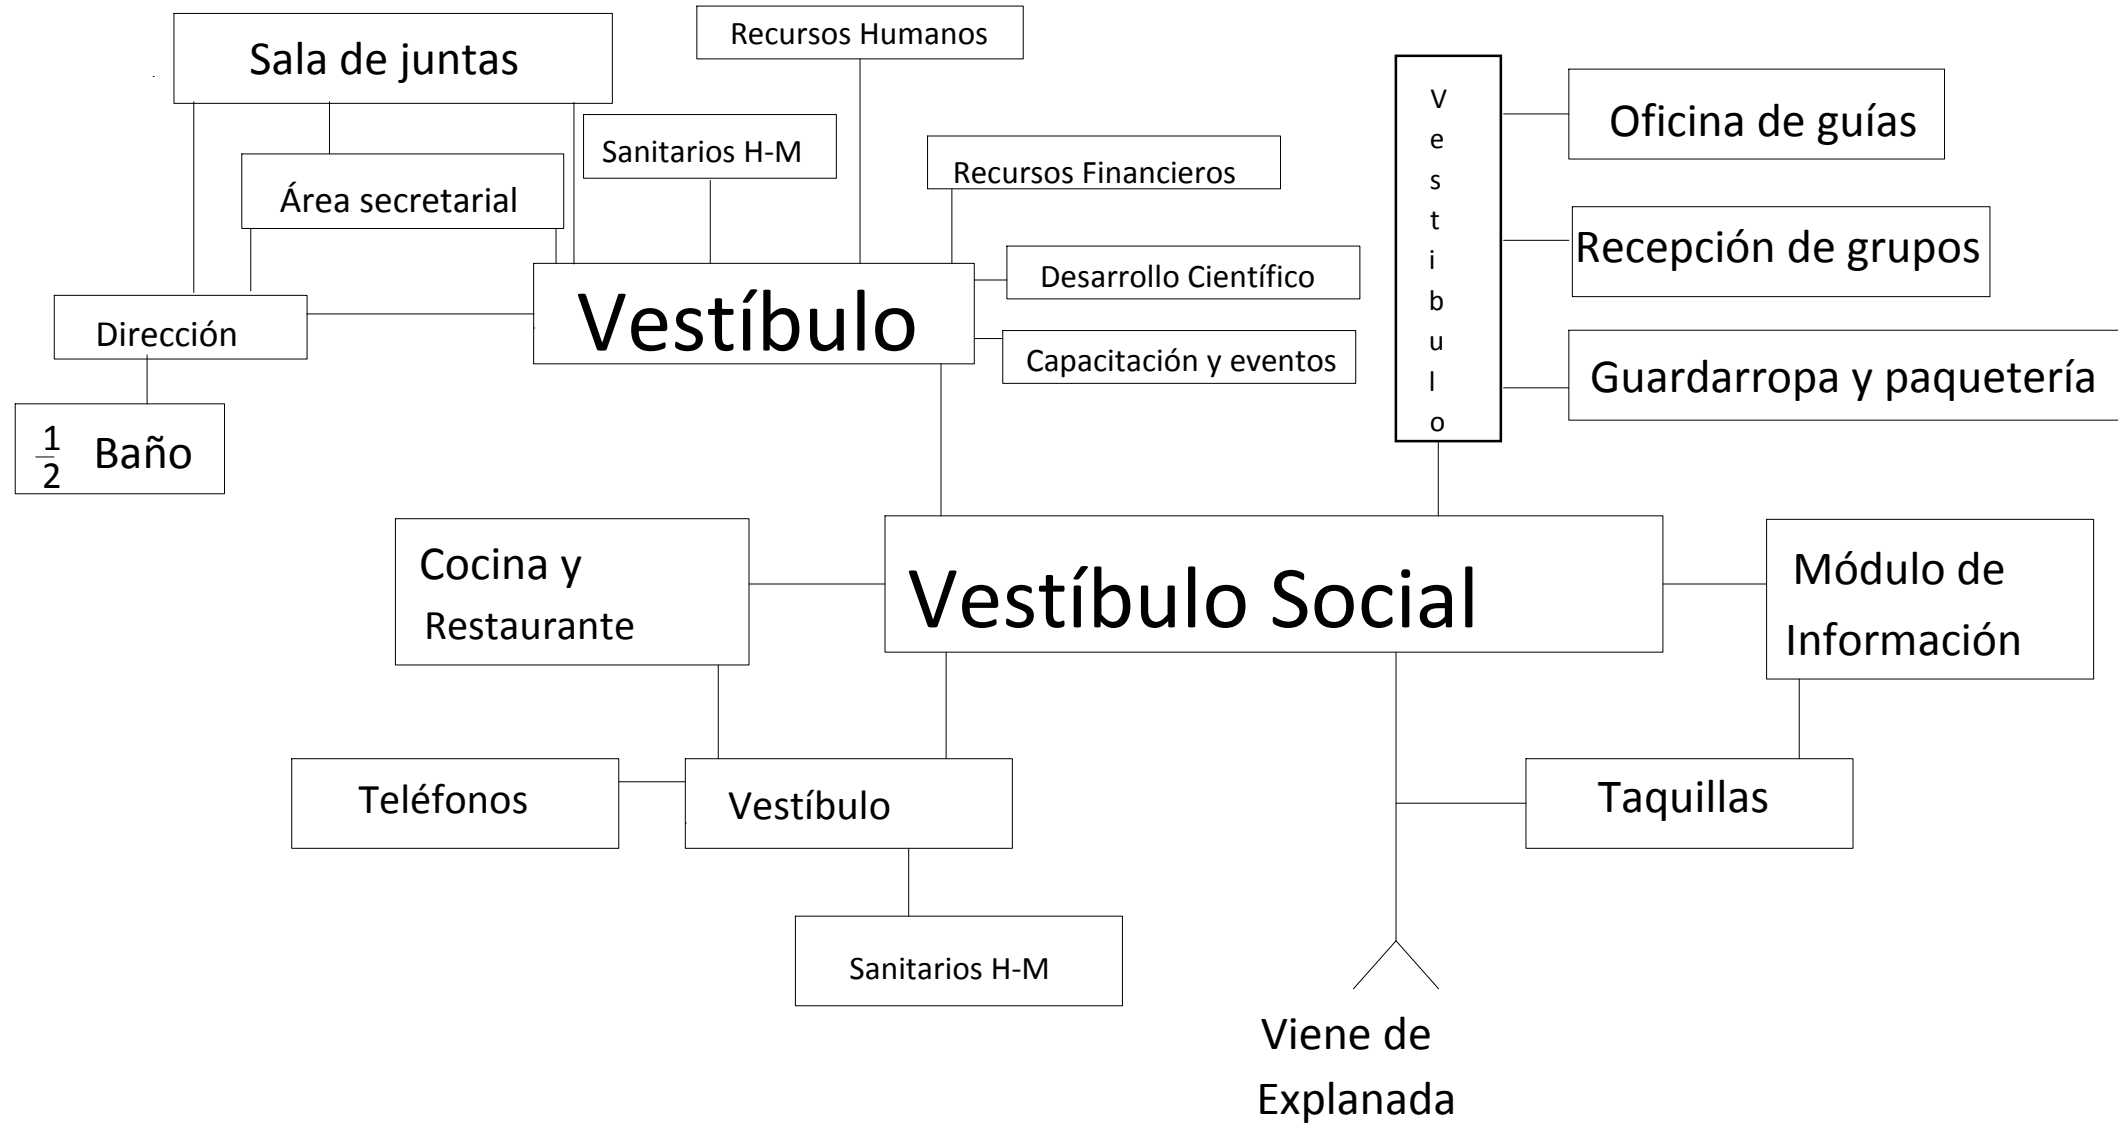 Sala de juntas
Recursos Humanos
Sanitarios H-M
Recursos Financieros
Área secretarial
Desarrollo Científico
Vestíbulo
Dirección
Capacitación y eventos
1/2 Baño
Vestibulo
Oficina de guías
Recepción de grupos
Guardarropa y paquetería
Cocina y
Restaurante
Vestíbulo Social
Módulo de
Información
Teléfonos
Vestíbulo
Taquillas
Sanitarios H-M
Viene de
Explanada